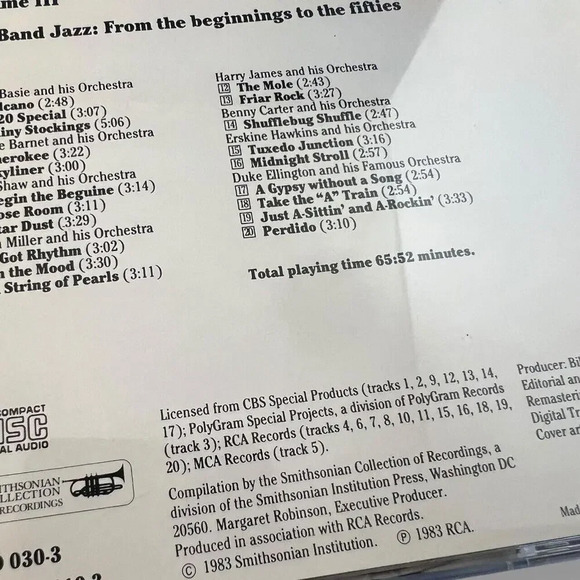 me III
Band Jazz: From the beginnings to the fifties
Basie and his Orchestra
lcano (2:48)
20 Special (3:07)
iny Stockings (5:06)
e Barnet and his Orchestra
erokee (3:22)
kyliner (3:00)
Shaw and his Orchestra
egin the Beguine (3:14)
ose Room (3:11)
tar Dust (3:29)
n Miller and his Orchestra
Got Rhythm (3:02)
n the Mood (3:30)
String of Pearls (3:11)
Harry James and his Orchestra
12 The Mole (2:43)
13 Friar Rock (3:27)
Benny Carter and his Orchestra
14 Shufflebug Shuffle (2:47)
Erskine Hawkins and his Orchestra
15 Tuxedo Junction (3:16)
16 Midnight Stroll (2:57)
Duke Ellington and his Famous Orchestra
17 A Gypsy without a Song (2:54)
18 Take the "A" Train (2:54)
19 Just A-Sittin' and A-Rockin' (3:33)
20 Perdido (3:10)
Total playing time 65:52 minutes.
COMPACT
DISC
AL AUDIO
ITHSONIAN
OLLECTION
RECORDINGS
030-3
Licensed from CBS Special Products (tracks 1, 2, 9, 12, 13, 14,
17); PolyGram Special Projects, a division of PolyGram Records
(track 3); RCA Records (tracks 4, 6, 7, 8, 10, 11, 15, 16, 18, 19,
20); MCA Records (track 5).
Compilation by the Smithsonian Collection of Recordings, a
division of the Smithsonian Institution Press, Washington DC
20560. Margaret Robinson, Executive Producer.
Produced in association with RCA Records.
© 1983 Smithsonian Institution. ℗ 1983 RCA.
Producer: Bi
Editorial an
Remasteri
Digital Tr
Cover ar
Mad